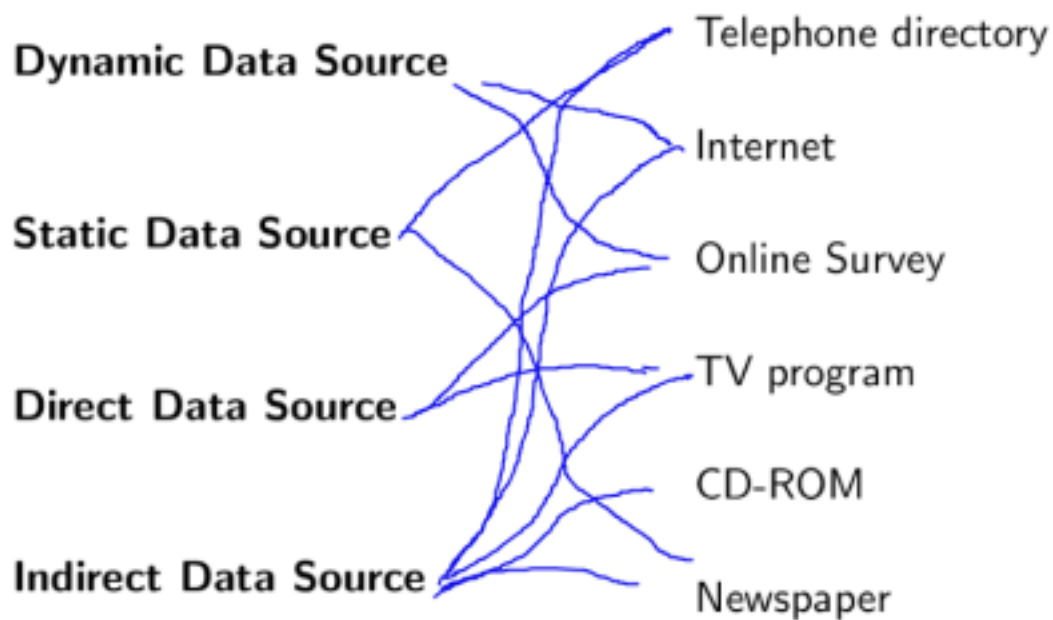 Dynamic Data Source
Static Data Source
Direct Data Source
Indirect Data Source
Telephone directory
Internet
Online Survey
TV program
CD-ROM
Newspaper